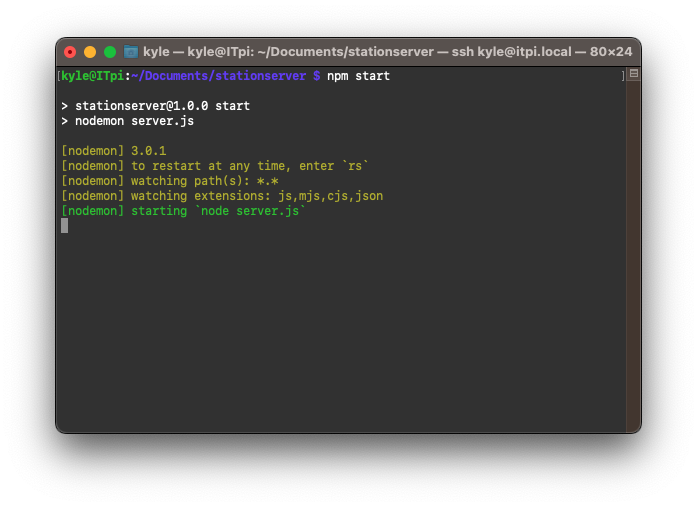 kyle — kyle@ITpi: ~/Documents/stationserver — ssh kyle@itpi.local — 80×24
[kyle@ITpi:~/Documents/stationserver $ npm start ]
> stationserver@1.0.0 start
> nodemon server.js
[nodemon] 3.0.1
[nodemon] to restart at any time, enter `rs`
[nodemon] watching path(s): *.*
[nodemon] watching extensions: js,mjs,cjs,json
[nodemon] starting `node server.js`